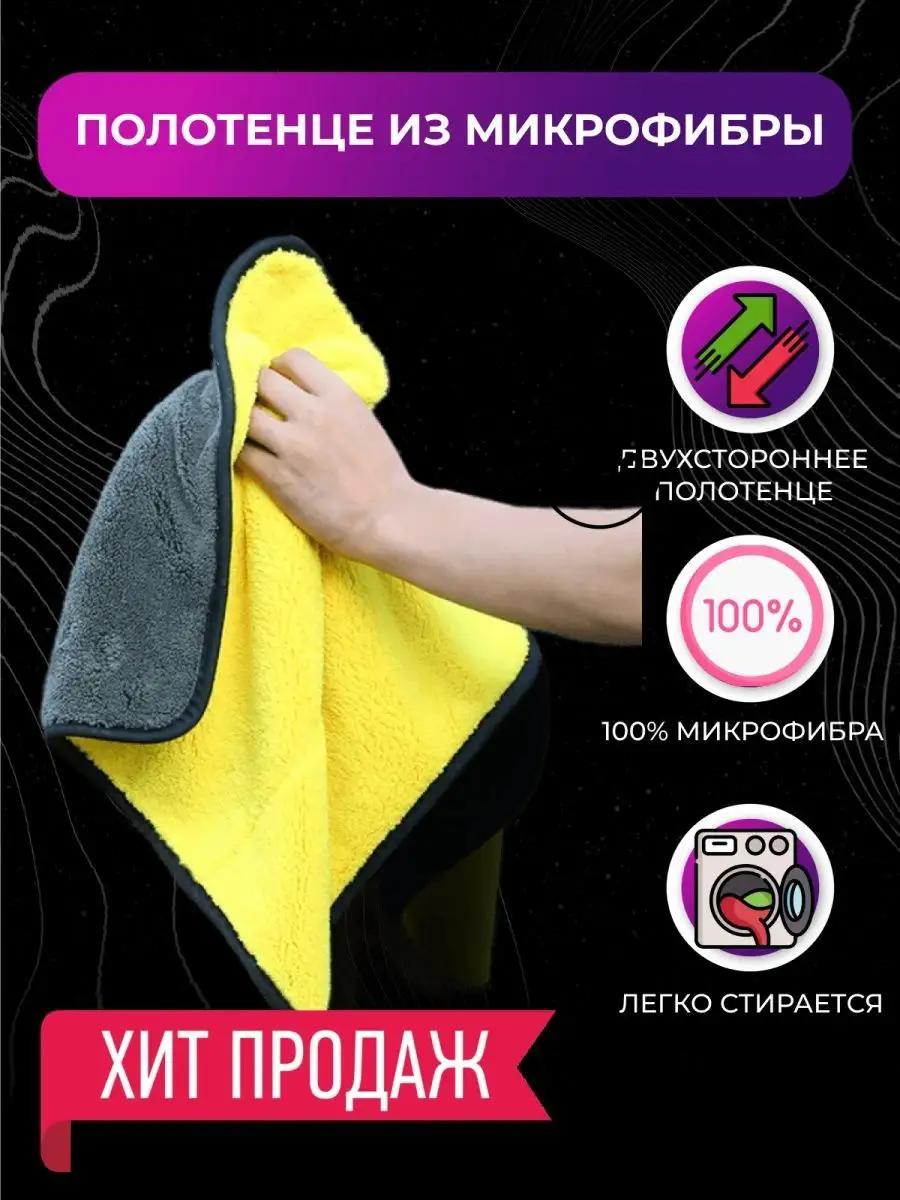 ПОЛОТЕНЦЕ ИЗ МИКРОФИБРЫ
ДВУХСТОРОННЕЕ
ПОЛОТЕНЦЕ
100%
100% МИКРОФИБРА
ЛЕГКО СТИРАЕТСЯ
ХИТ ПРОДАЖ